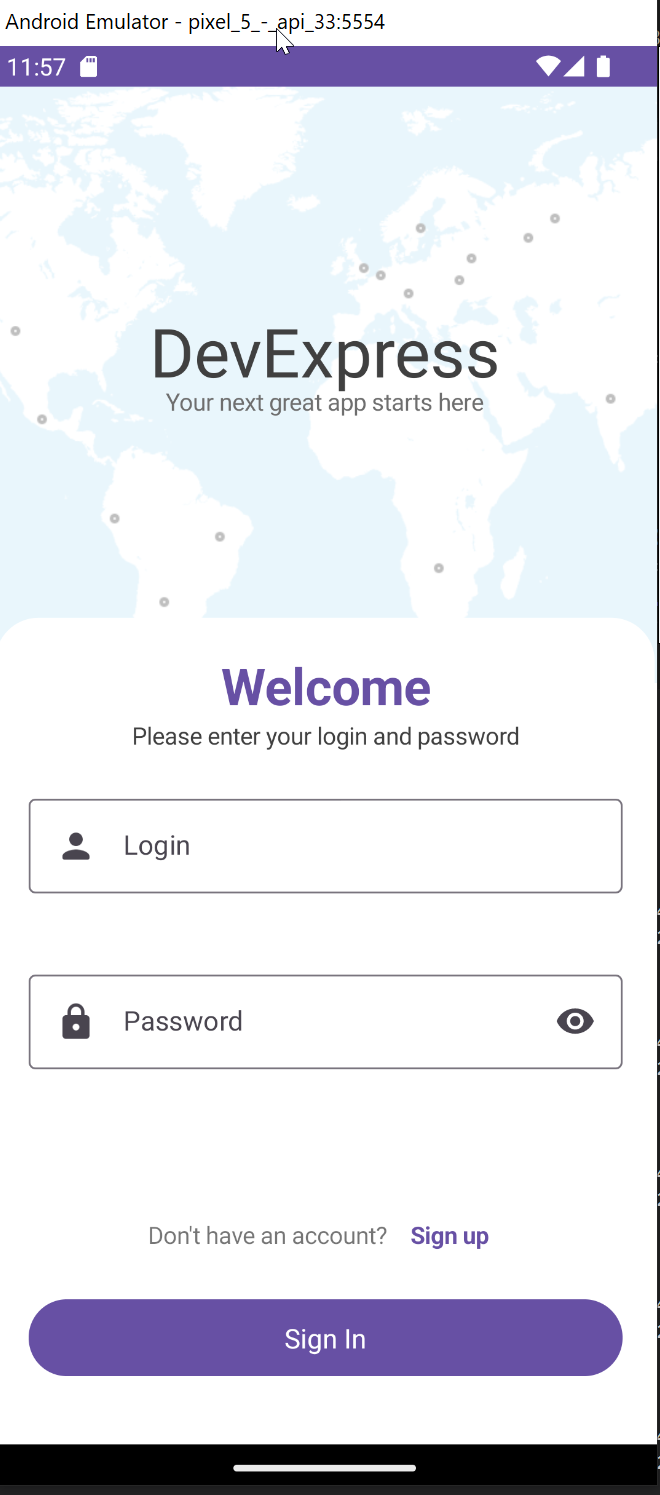 Android Emulator - pixel_5_-_api_33:5554
11:57
DevExpress
Your next great app starts here
Welcome
Please enter your login and password
Login
Password
Don't have an account? Sign up
Sign In